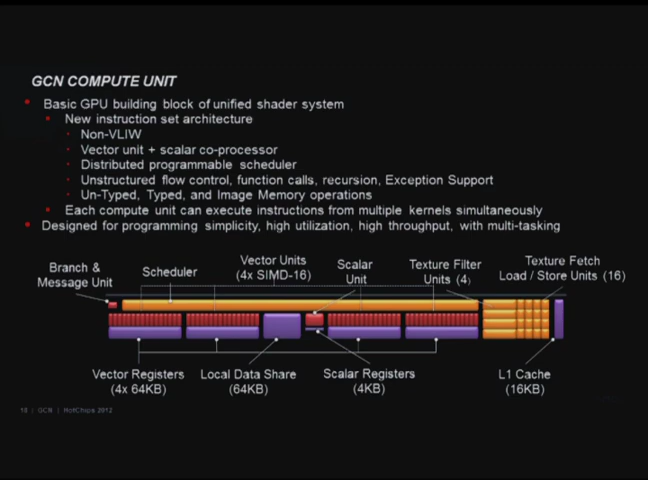 GCN COMPUTE UNIT
Basic GPU building block of unified shader system
New instruction set architecture
Non-VLIW
Vector unit + scalar co-processor
Distributed programmable scheduler
Unstructured flow control, function calls, recursion, Exception Support
Un-Typed, Typed, and Image Memory operations
Each compute unit can execute instructions from multiple kernels simultaneously
Designed for programming simplicity, high utilization, high throughput, with multi-tasking
Branch &
Message Unit
Scheduler
Vector Units
(4x SIMD-16)
Scalar
Unit
Texture Filter
Units (4)
Texture Fetch
Load / Store Units (16)
Vector Registers
(4x 64KB)
Local Data Share
(64KB)
Scalar Registers
(4KB)
L1 Cache
(16KB)
10 | GCN | HotChips 2012